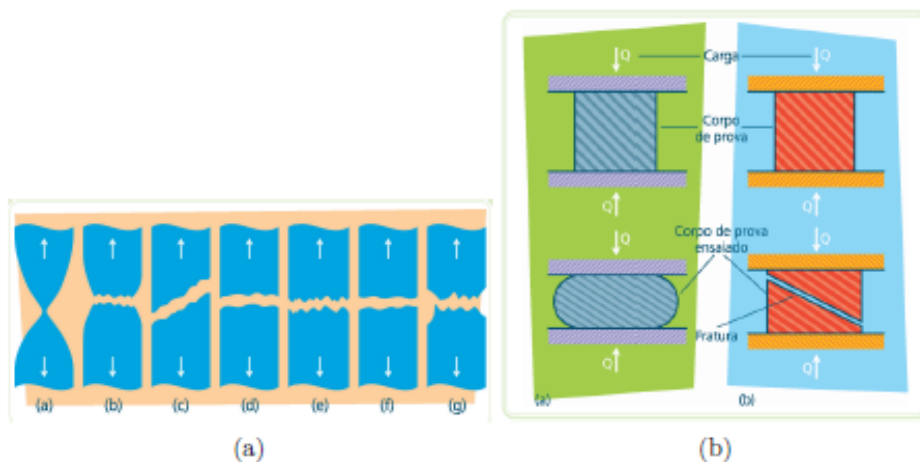 Q
Carga
Q
Corpo
de prova
Q
Q
Q
Corpo de prova
ensaiado
Q
Fratura
Q
Q
(a)
(b)
(a)
(b)
(c)
(d)
(e)
(f)
(g)
(a)
(b)